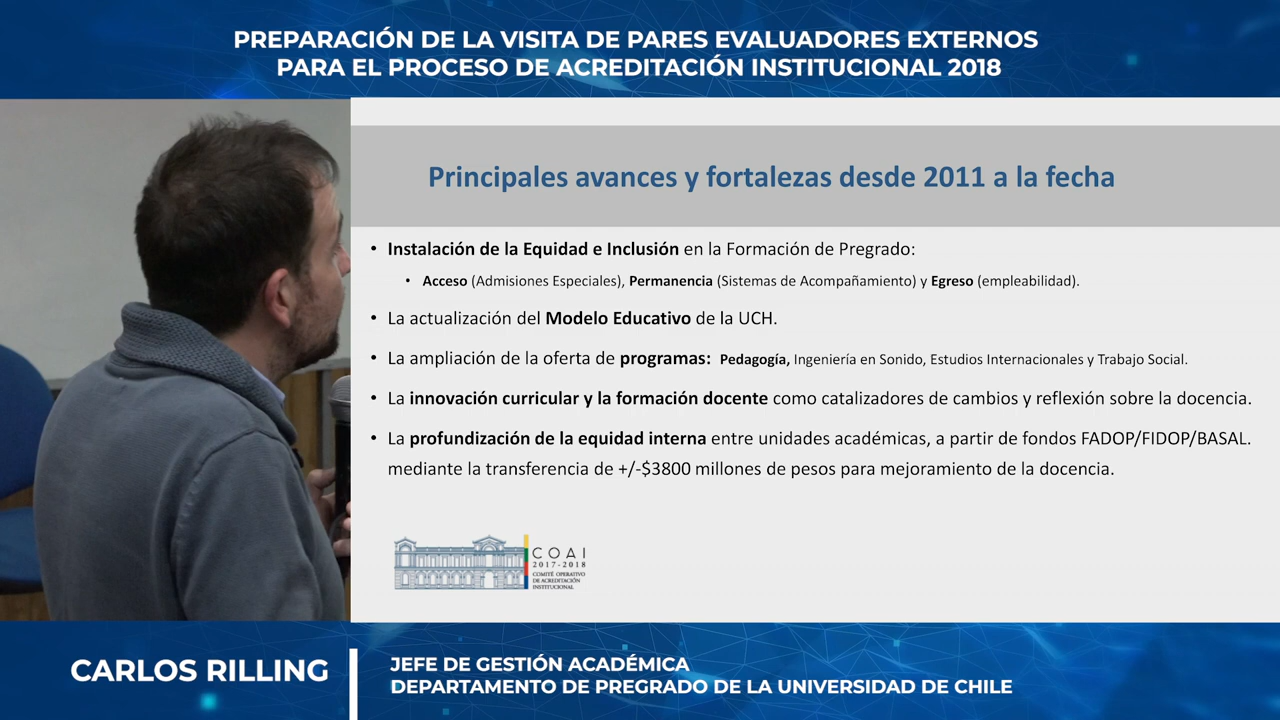 PREPARACIÓN DE LA VISITA DE PARES EVALUADORES EXTERNOS
PARA EL PROCESO DE ACREDITACIÓN INSTITUCIONAL 2018
Principales avances y fortalezas desde 2011 a la fecha
• Instalación de la Equidad e Inclusión en la Formación de Pregrado:
• Acceso (Admisiones Especiales), Permanencia (Sistemas de Acompañamiento) y Egreso (empleabilidad).
• La actualización del Modelo Educativo de la UCH.
• La ampliación de la oferta de programas: Pedagogía, Ingeniería en Sonido, Estudios Internacionales y Trabajo Social.
• La innovación curricular y la formación docente como catalizadores de cambios y reflexión sobre la docencia.
• La profundización de la equidad interna entre unidades académicas, a partir de fondos FADOP/FIDOP/BASAL.
mediante la transferencia de +/-$3800 millones de pesos para mejoramiento de la docencia.
COAI
2017-2018
COMITÉ OPERATIVO
DE ACREDITACIÓN
INSTITUCIONAL
CARLOS RILLING
JEFE DE GESTIÓN ACADÉMICA
DEPARTAMENTO DE PREGRADO DE LA UNIVERSIDAD DE CHILE